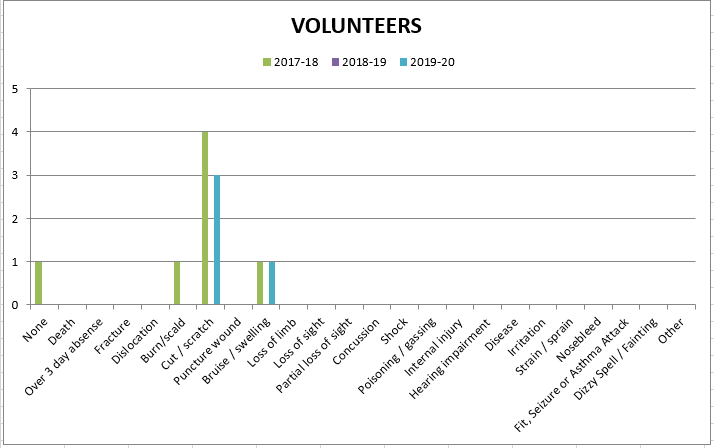 VOLUNTEERS
2017-18 2018-19 2019-20
5
4
3
2
1
0
None
Death
Over 3 day absense
Fracture
Dislocation
Burn/scald
Cut / scratch
Puncture wound
Bruise / swelling
Loss of limb
Loss of sight
Partial loss of sight
Concussion
Shock
Poisoning / gassing
Internal injury
Hearing impairment
Disease
Irritation
Strain / sprain
Nosebleed
Fit, Seizure or Asthma Attack
Dizzy Spell / Fainting
Other